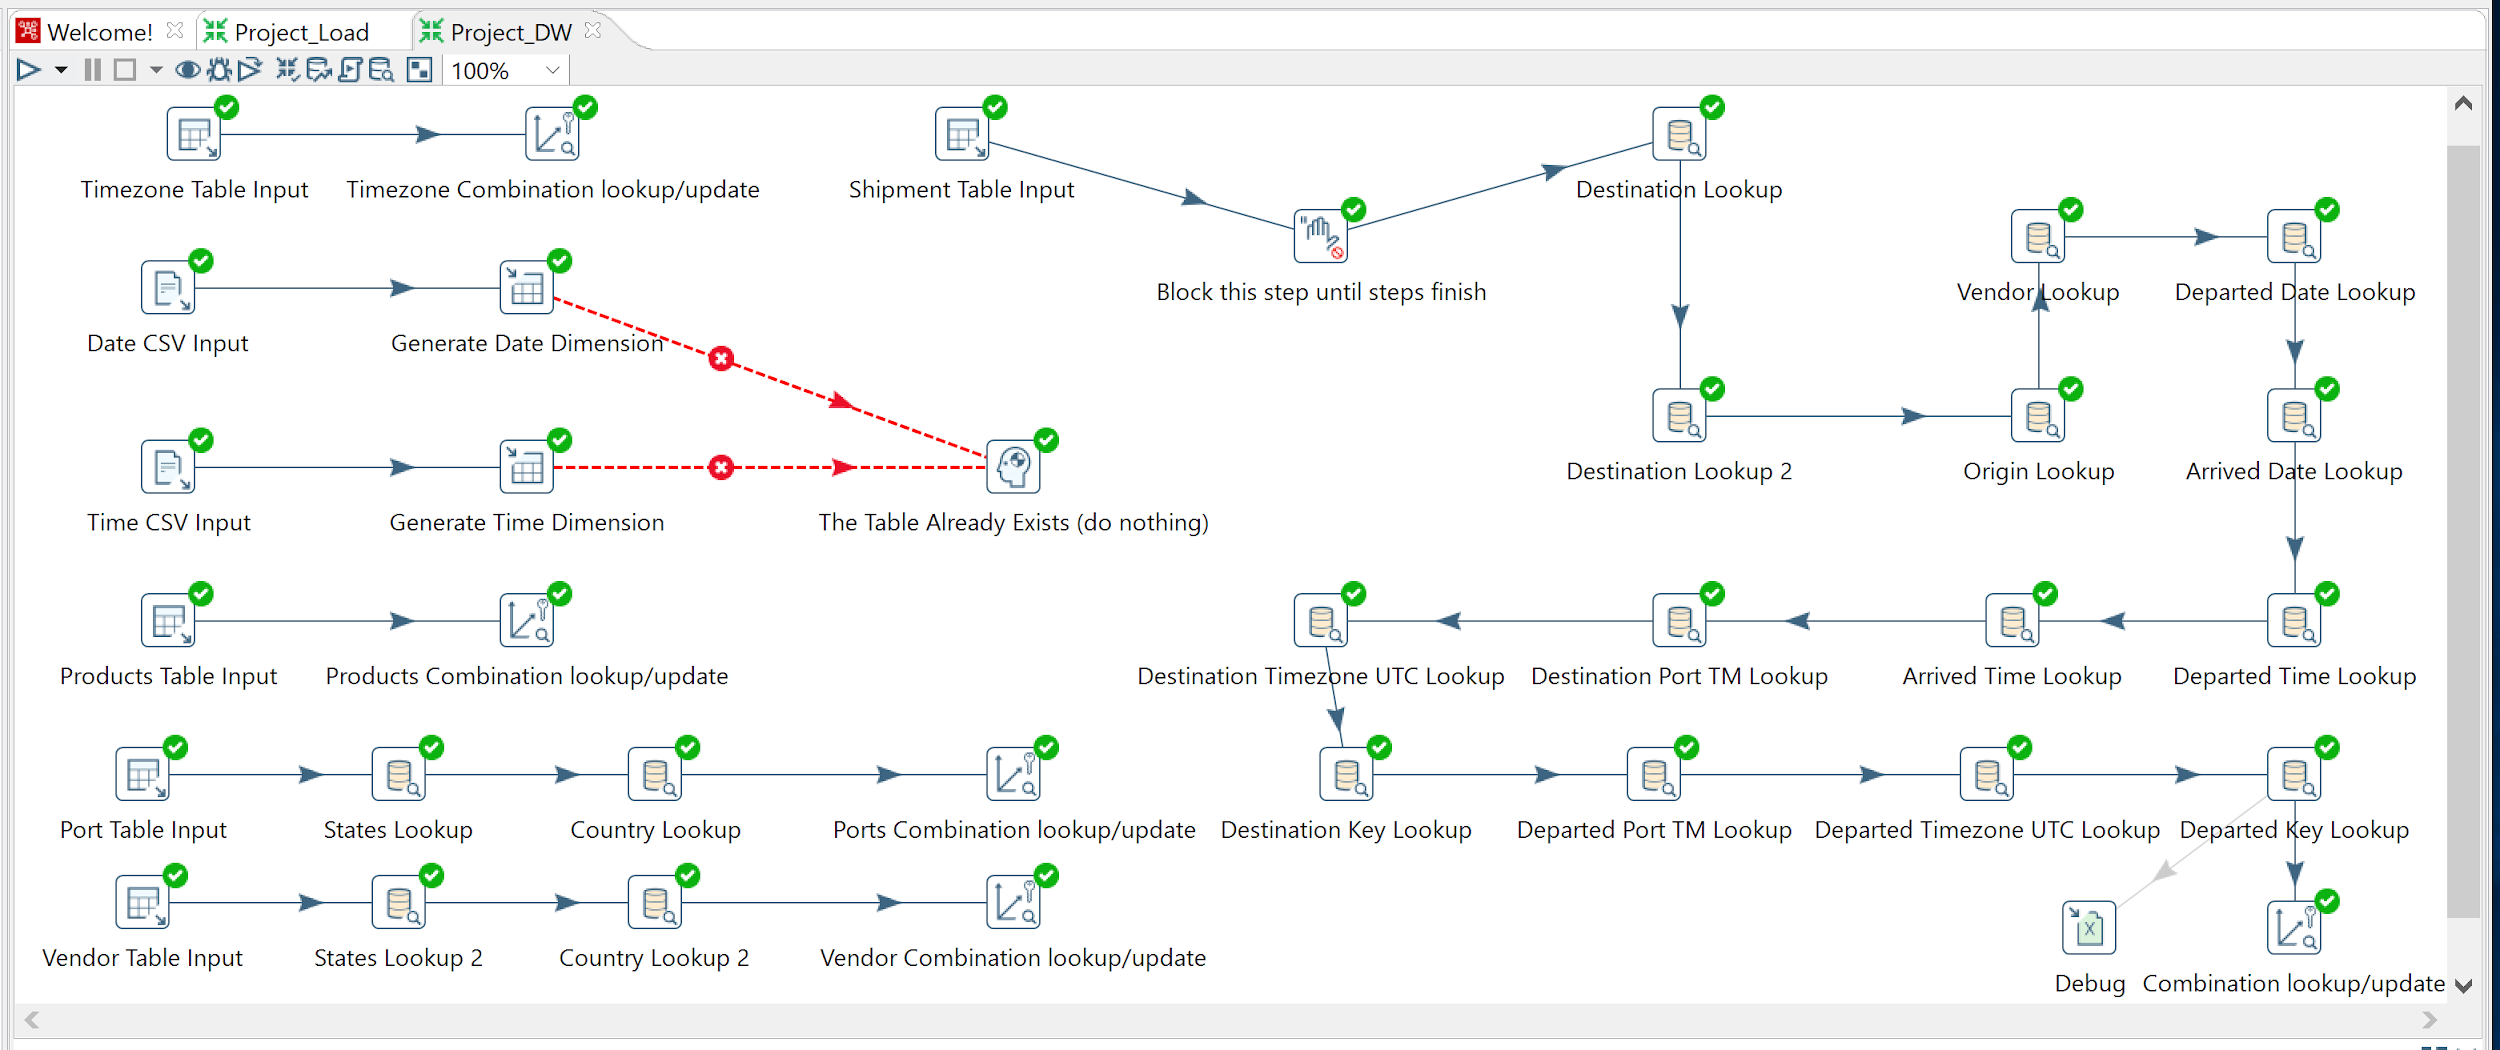 Welcome!
Project_Load
Project_DW
100%
Timezone Table Input
Timezone Combination lookup/update
Shipment Table Input
Destination Lookup
Block this step until steps finish
Vendor Lookup
Departed Date Lookup
Date CSV Input
Generate Date Dimension
Destination Lookup 2
Origin Lookup
Arrived Date Lookup
Time CSV Input
Generate Time Dimension
The Table Already Exists (do nothing)
Products Table Input
Products Combination lookup/update
Destination Timezone UTC Lookup
Destination Port TM Lookup
Arrived Time Lookup
Departed Time Lookup
Port Table Input
States Lookup
Country Lookup
Ports Combination lookup/update
Destination Key Lookup
Departed Port TM Lookup
Departed Timezone UTC Lookup
Departed Key Lookup
Vendor Table Input
States Lookup 2
Country Lookup 2
Vendor Combination lookup/update
Debug
Combination lookup/update